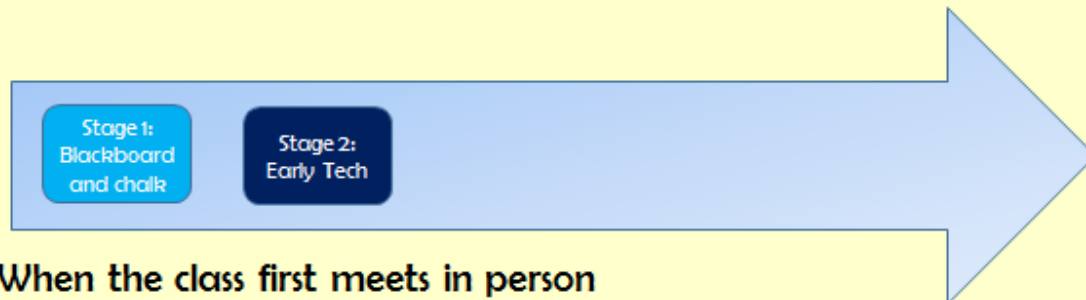 Stage 1:
Blackboard
and chalk
Stage 2:
Early Tech
When the class first meets in person